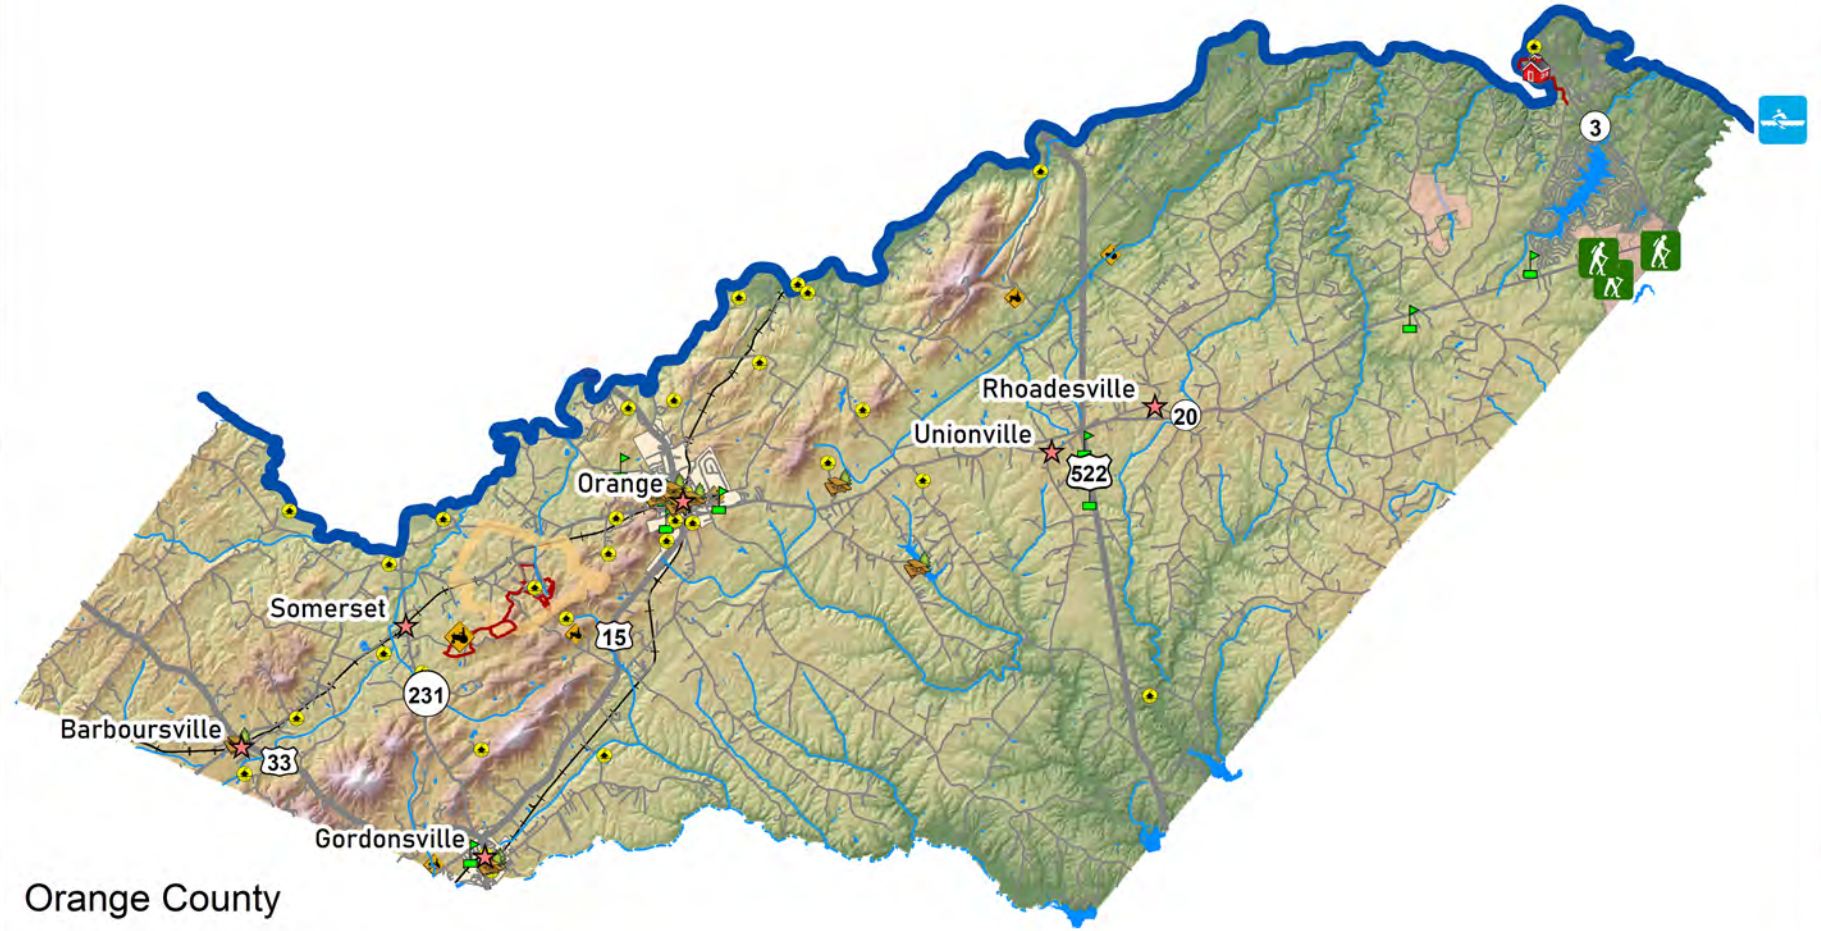 3
Rhoadesville
20
Unionville
522
Orange
Somerset
15
231
Barboursville
33
Gordonsville
Orange County